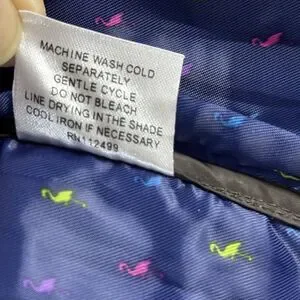 MACHINE WASH COLD
SEPARATELY
GENTLE CYCLE
DO NOT BLEACH
LINE DRYING IN THE SHADE
COOL IRON IF NECESSARY
RN 112499